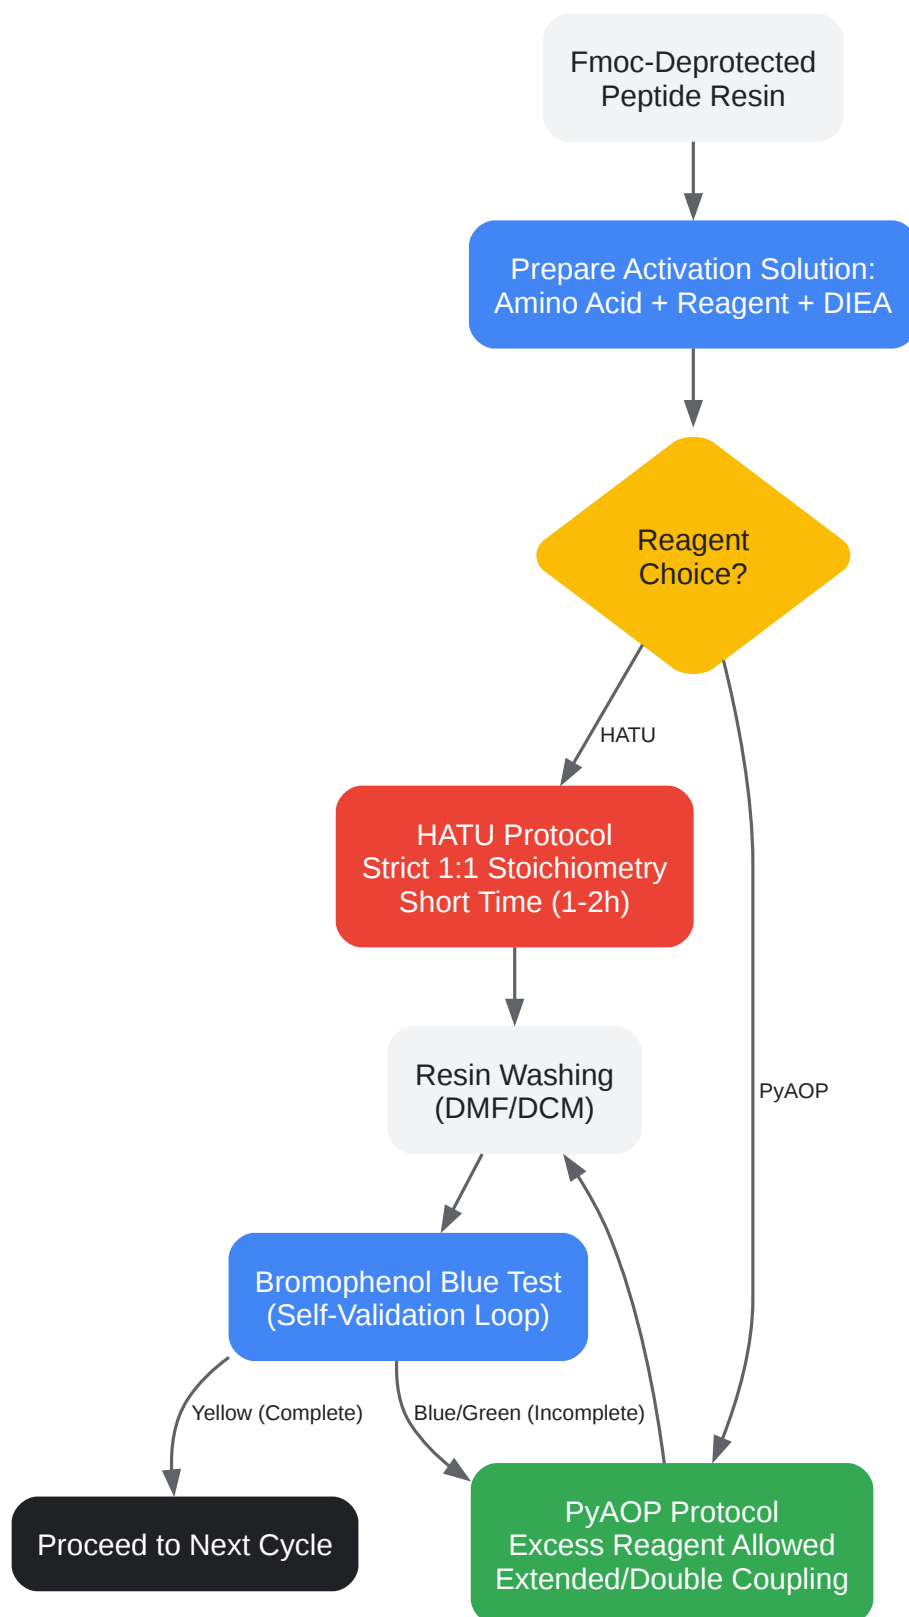 Fmoc-Deprotected
Peptide Resin
Prepare Activation Solution:
Amino Acid + Reagent + DIEA
Reagent
Choice?
HATU
HATU Protocol
Strict 1:1 Stoichiometry
Short Time (1-2h)
Resin Washing
(DMF/DCM)
PyAOP
Bromophenol Blue Test
(Self-Validation Loop)
Yellow (Complete)
Blue/Green (Incomplete)
Proceed to Next Cycle
PyAOP Protocol
Excess Reagent Allowed
Extended/Double Coupling